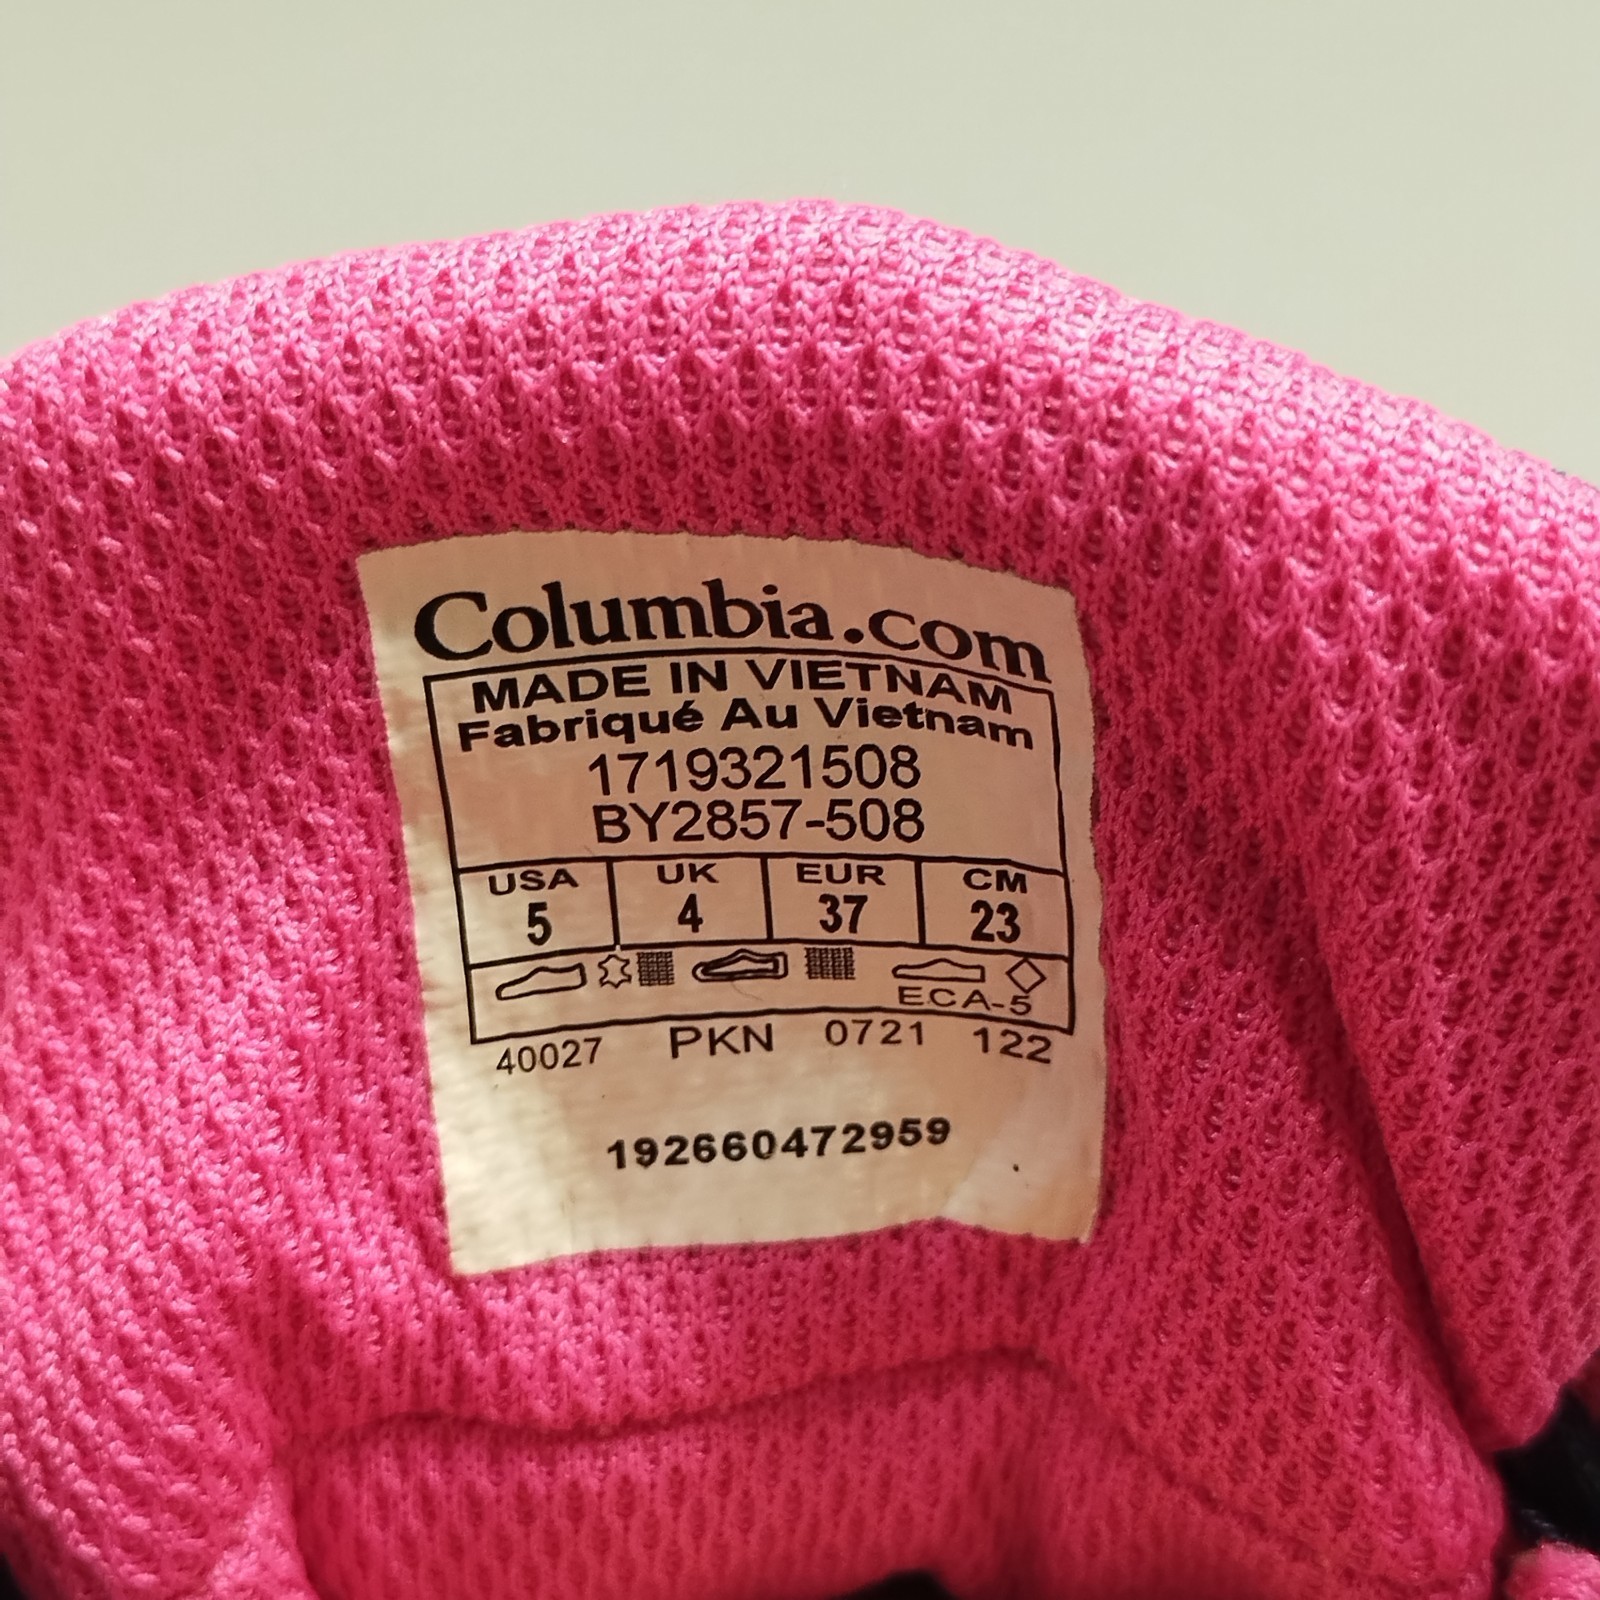 Columbia.com
MADE IN VIETNAM
Fabriqué Au Vietnam
1719321508
BY2857-508
USA UK EUR CM
5 4 37 23
ECA-5
40027 PKN 0721 122
192660472959